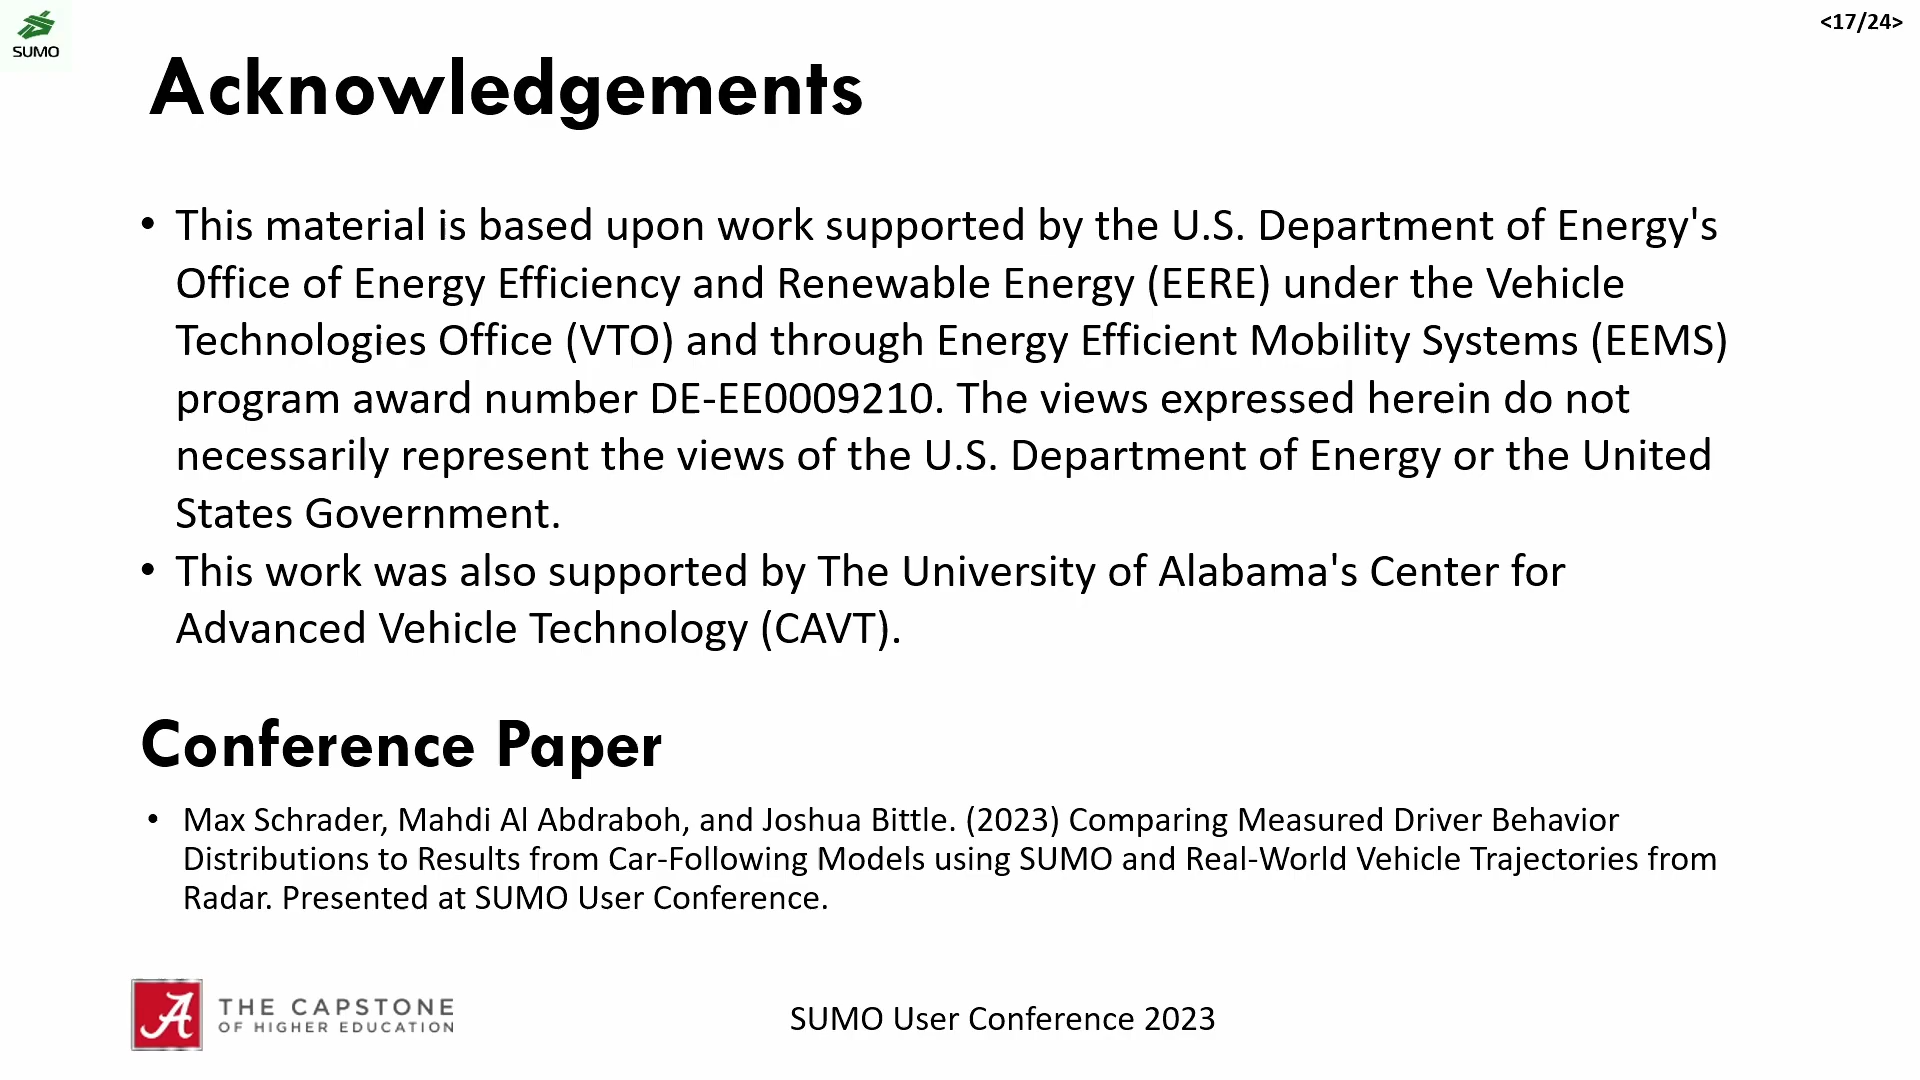 SUMO
<17/24>
Acknowledgements
• This material is based upon work supported by the U.S. Department of Energy's
Office of Energy Efficiency and Renewable Energy (EERE) under the Vehicle
Technologies Office (VTO) and through Energy Efficient Mobility Systems (EEMS)
program award number DE-EE0009210. The views expressed herein do not
necessarily represent the views of the U.S. Department of Energy or the United
States Government.
• This work was also supported by The University of Alabama's Center for
Advanced Vehicle Technology (CAVT).
Conference Paper
• Max Schrader, Mahdi Al Abdraboh, and Joshua Bittle. (2023) Comparing Measured Driver Behavior
Distributions to Results from Car-Following Models using SUMO and Real-World Vehicle Trajectories from
Radar. Presented at SUMO User Conference.
A
THE CAPSTONE
OF HIGHER EDUCATION
SUMO User Conference 2023